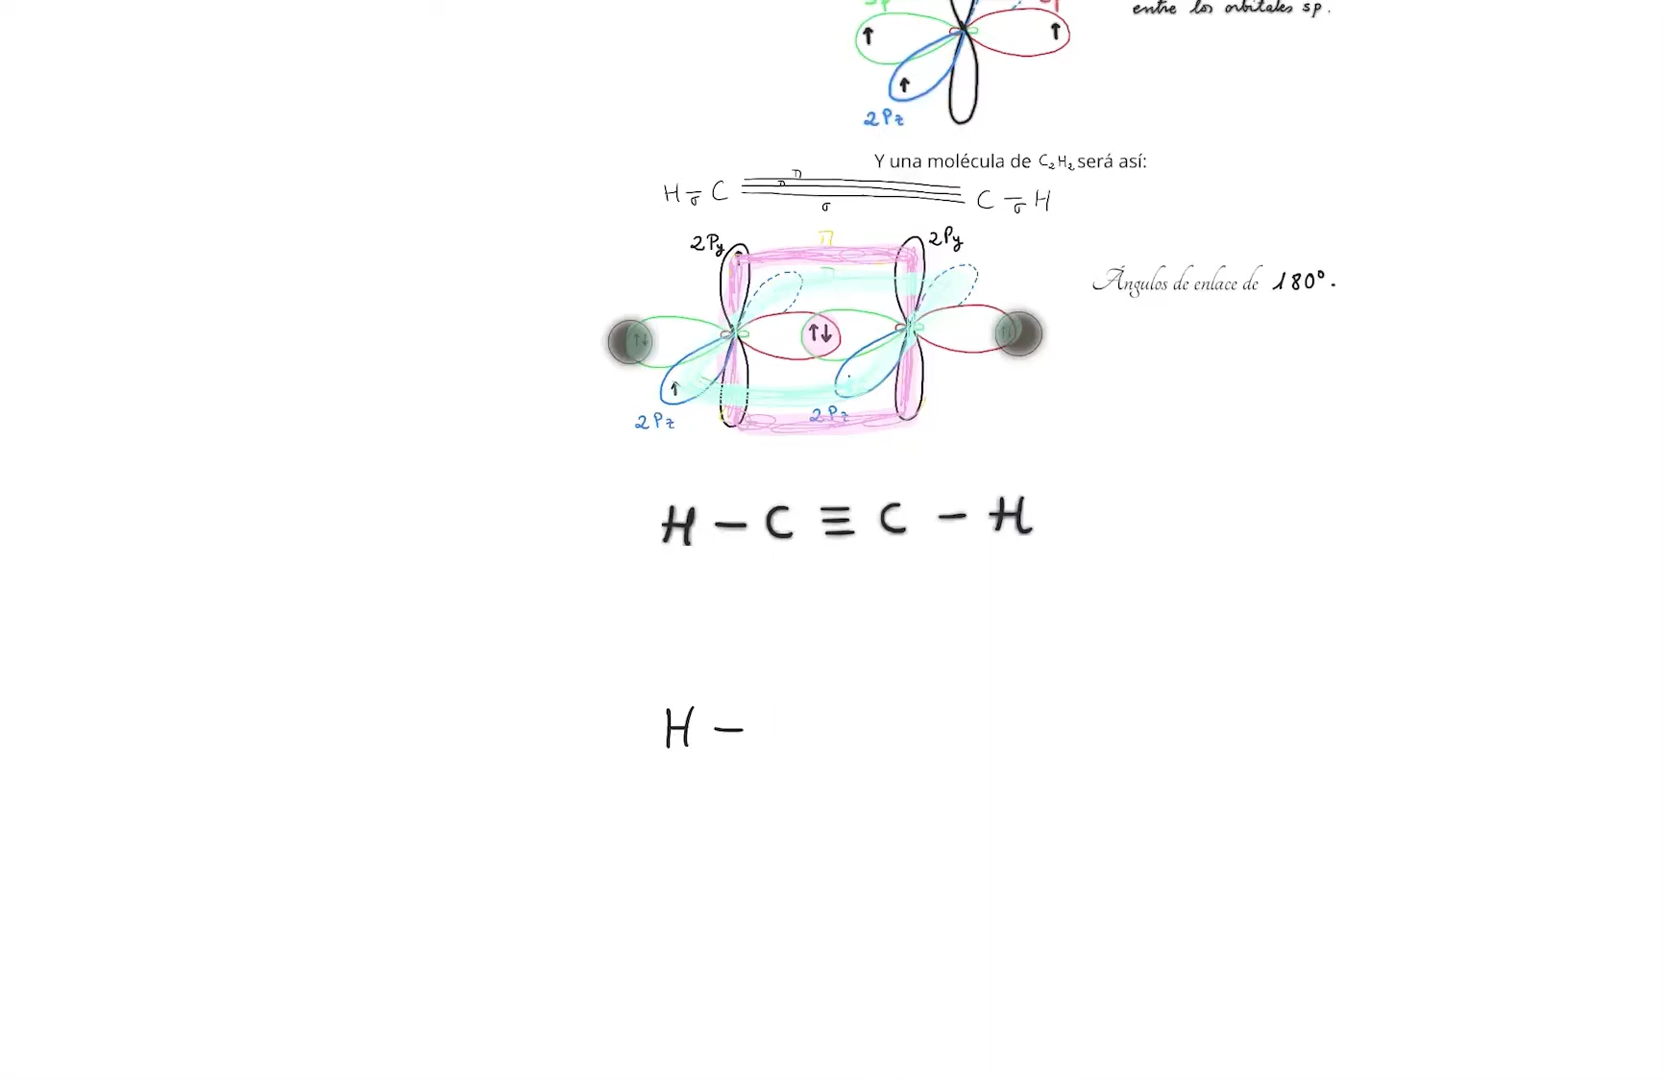 entre los orbitales sp.
2Pz
Y una molécula de C₂H₂ será así:
π
π
H σ C C σ H
σ
2Py π 2Py
Ángulos de enlace de 180°.
2Pz 2Pz
H - C ≡ C - H
H -